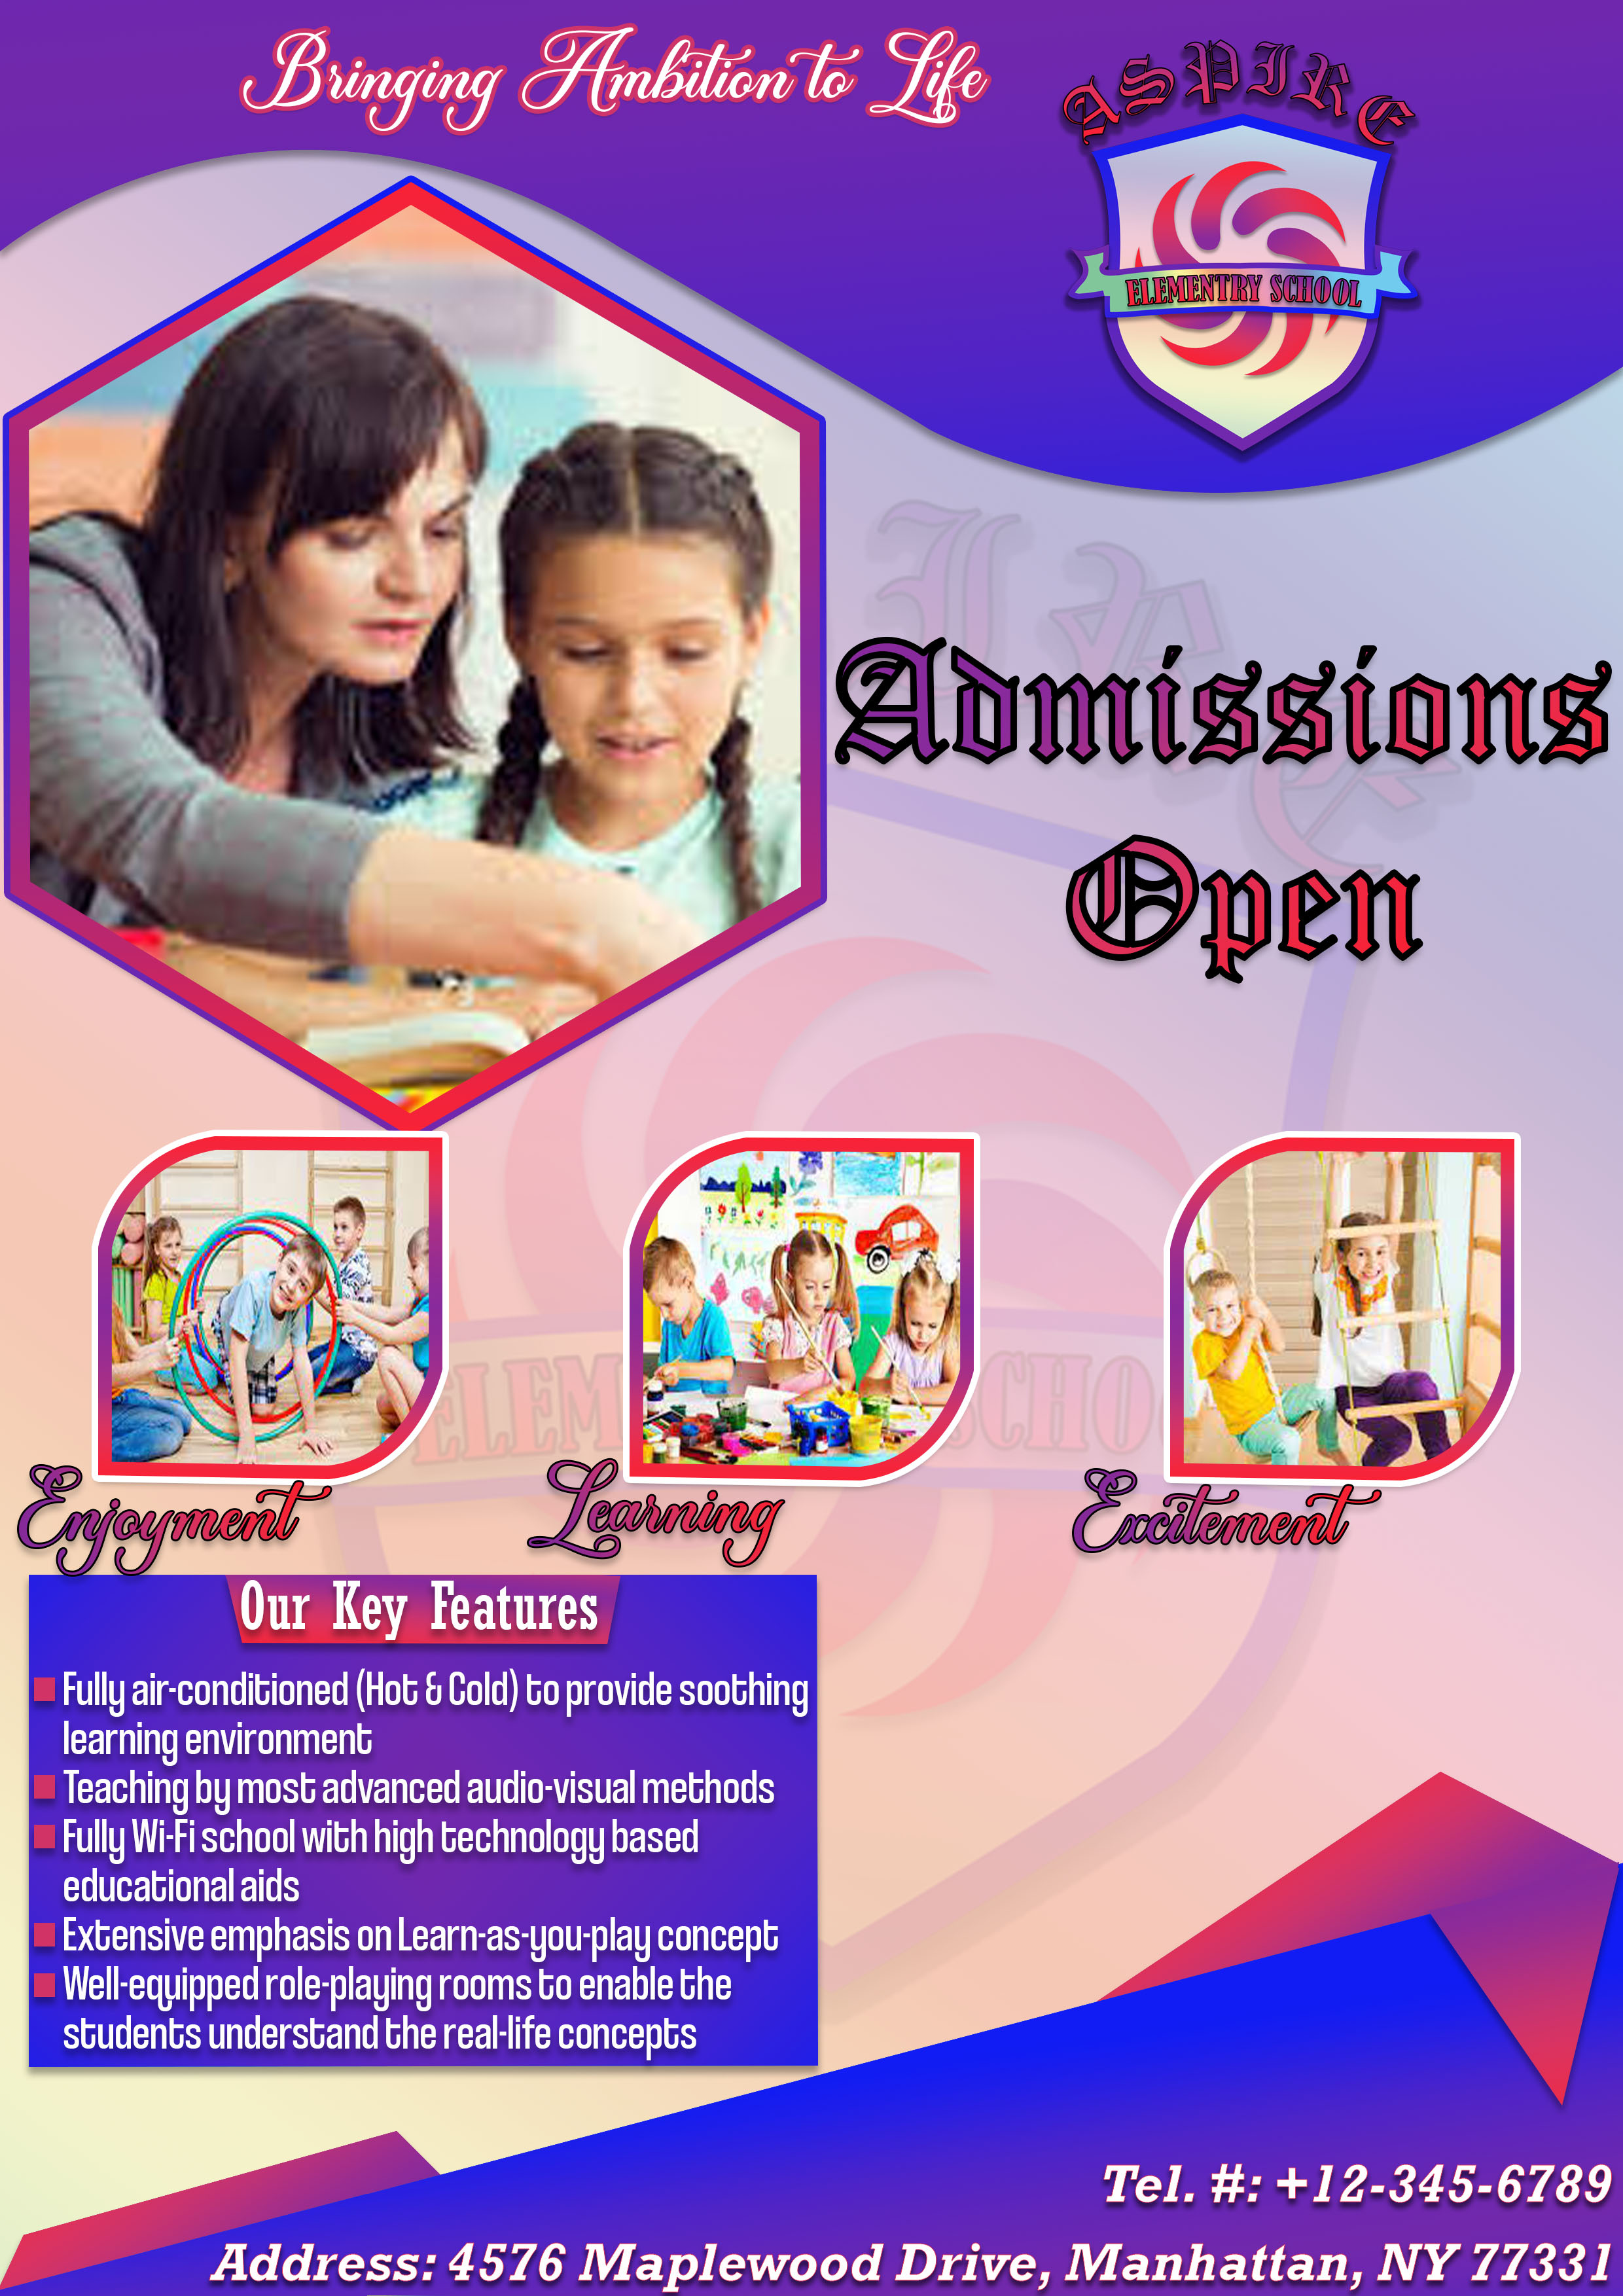 Bringing Ambition to Life
ASPIRE
ELEMENTRY SCHOOL
Admissions
Open
Enjoyment
Learning
Excitement
Our Key Features
Fully air-conditioned (Hot & Cold) to provide soothing
learning environment
Teaching by most advanced audio-visual methods
Fully Wi-Fi school with high technology based
educational aids
Extensive emphasis on Learn-as-you-play concept
Well-equipped role-playing rooms to enable the
students understand the real-life concepts
Tel. #: +12-345-6789
Address: 4576 Maplewood Drive, Manhattan, NY 77331